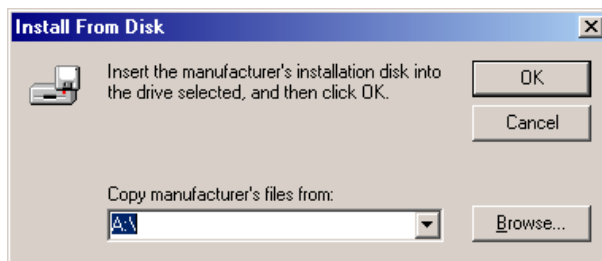 Install From Disk
Insert the manufacturer's installation disk into
the drive selected, and then click OK.
OK
Cancel
Copy manufacturer's files from:
A:\
Browse...